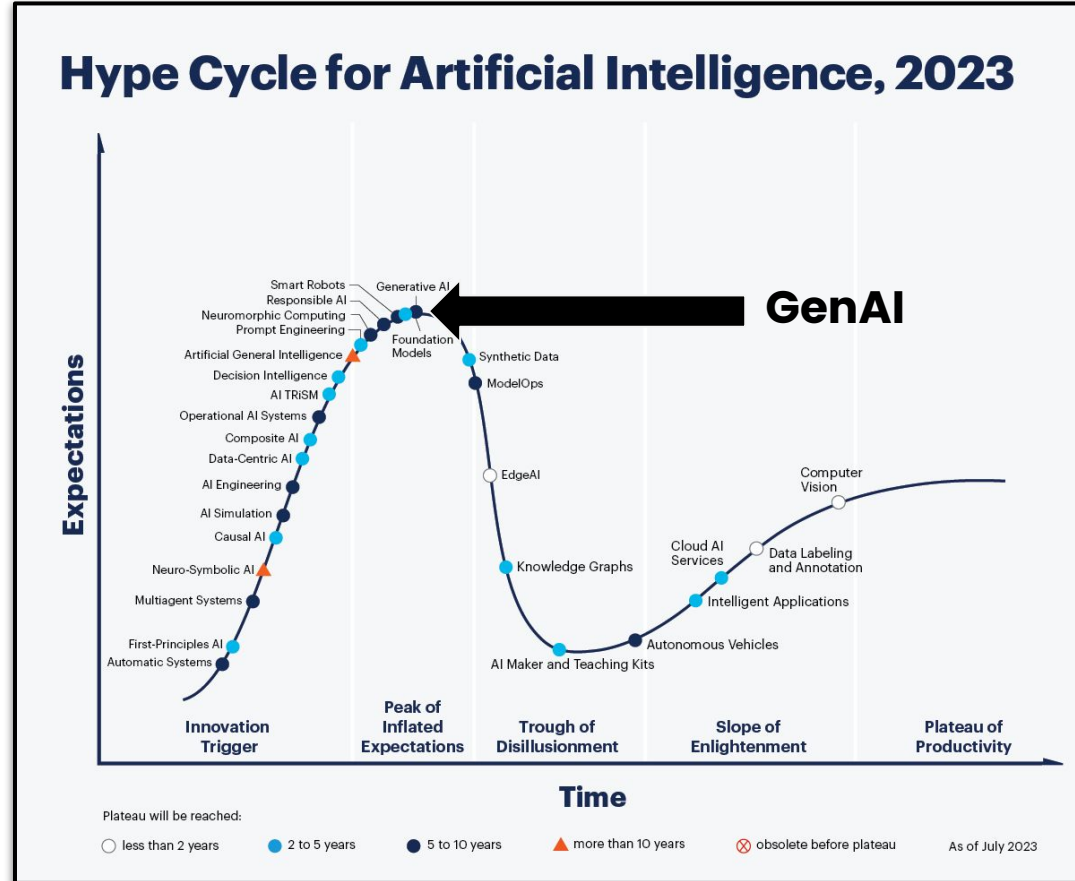 Hype Cycle for Artificial Intelligence, 2023
Expectations
Smart Robots
Responsible AI
Neuromorphic Computing
Prompt Engineering
Artificial General Intelligence
Decision Intelligence
AI TRiSM
Operational AI Systems
Composite AI
Data-Centric AI
AI Engineering
AI Simulation
Causal AI
Neuro-Symbolic AI
Multiagent Systems
First-Principles AI
Automatic Systems
Generative AI
Foundation
Models
GenAI
Synthetic Data
ModelOps
EdgeAI
Knowledge Graphs
AI Maker and Teaching Kits
Autonomous Vehicles
Intelligent Applications
Cloud AI
Services
Data Labeling
and Annotation
Computer
Vision
Innovation
Trigger
Peak of
Inflated
Expectations
Trough of
Disillusionment
Slope of
Enlightenment
Plateau of
Productivity
Time
Plateau will be reached:
less than 2 years
2 to 5 years
5 to 10 years
more than 10 years
obsolete before plateau
As of July 2023